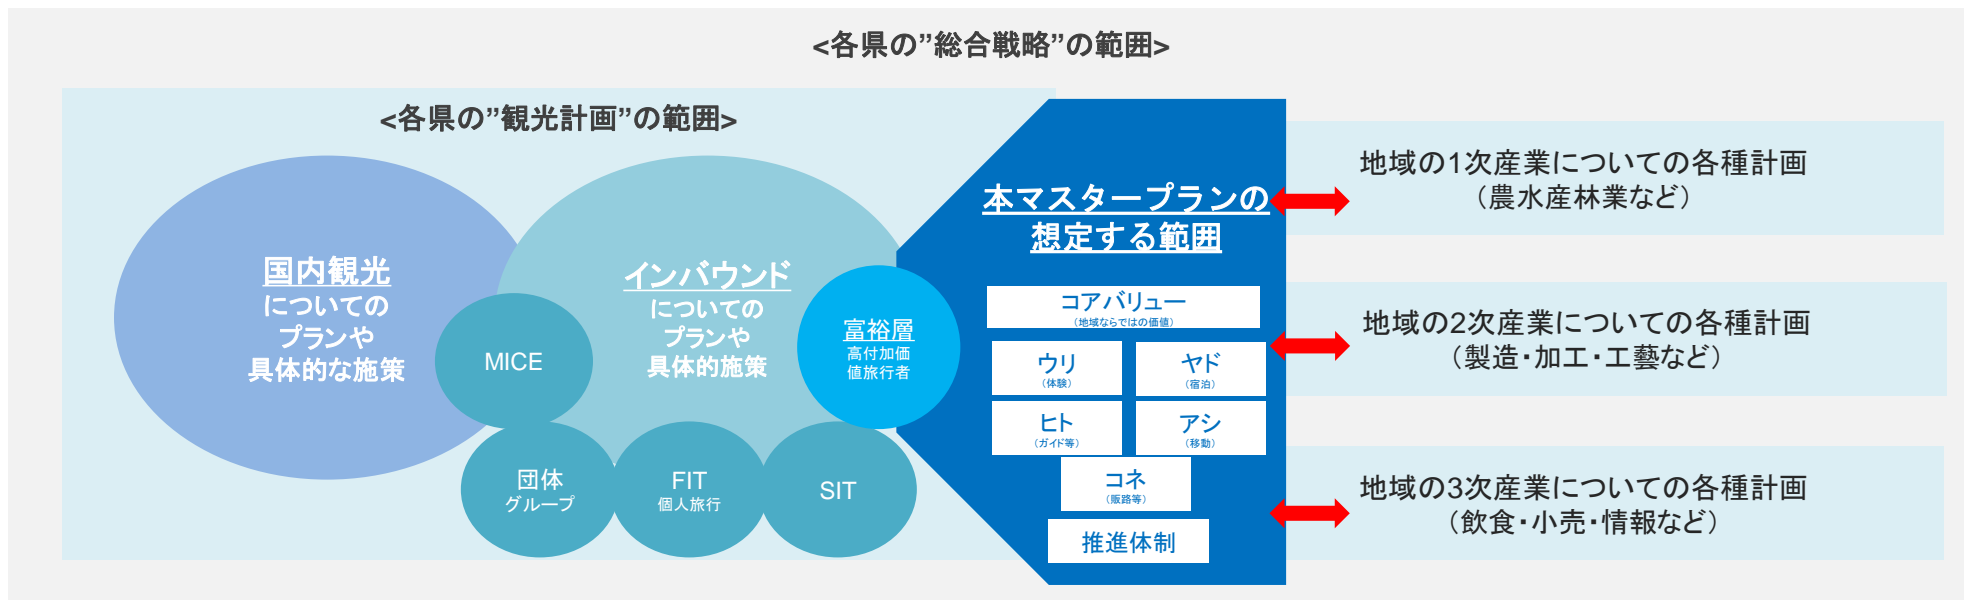 <各県の”総合戦略”の範囲>
<各県の”観光計画”の範囲>
国内観光
についての
プランや
具体的な施策
MICE
インバウンド
についての
プランや
具体的施策
富裕層
高付加価
値旅行者
団体
グループ
FIT
個人旅行
SIT
本マスタープランの
想定する範囲
コアバリュー
（地域ならではの価値）
ウリ
（体験）
ヤド
（宿泊）
ヒト
（ガイド等）
アシ
（移動）
コネ
（販路等）
推進体制
地域の1次産業についての各種計画
（農水産林業など）
地域の2次産業についての各種計画
（製造・加工・工藝など）
地域の3次産業についての各種計画
（飲食・小売・情報など）